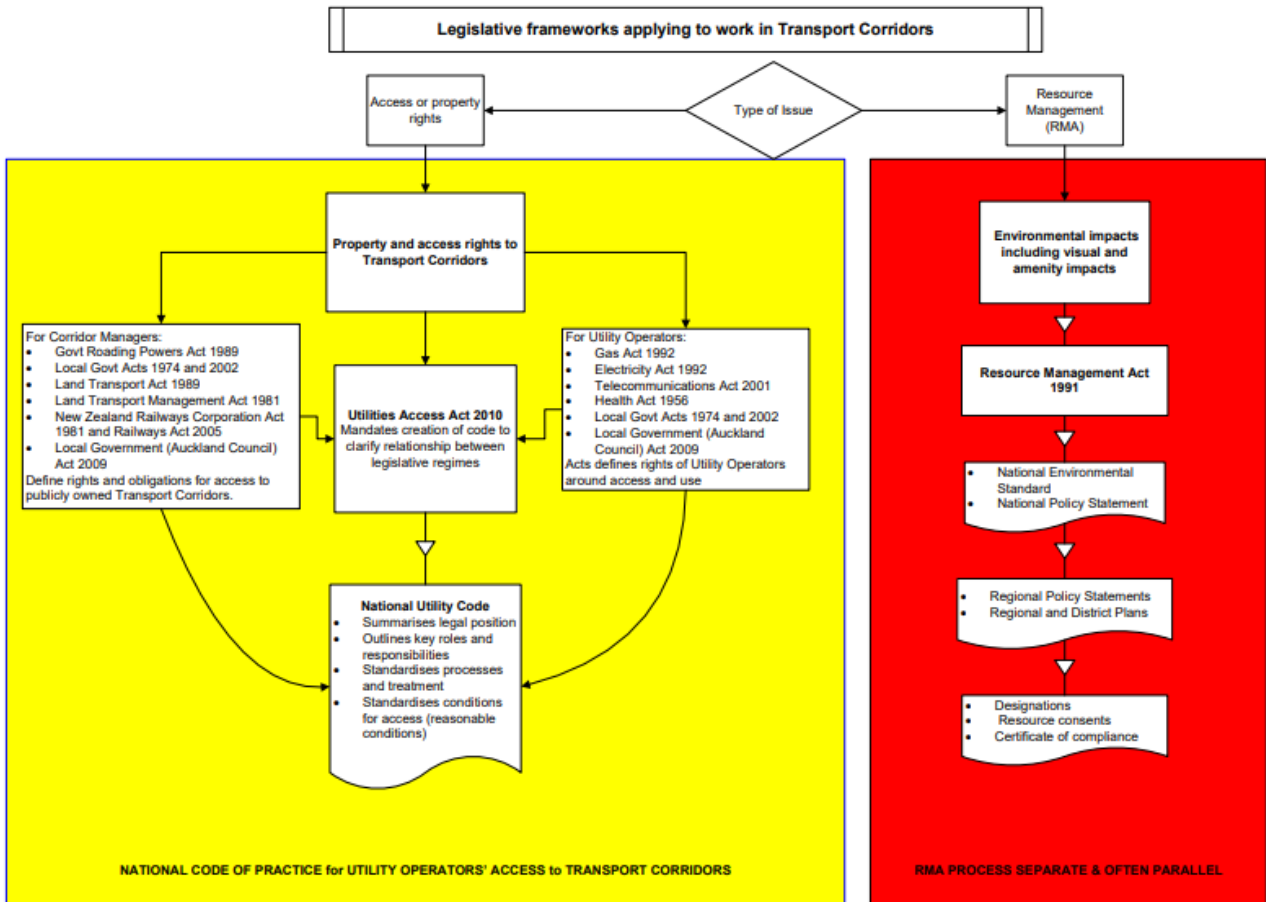 Legislative frameworks applying to work in Transport Corridors
Access or property
rights
Type of Issue
Resource
Management
(RMA)
Property and access rights to
Transport Corridors
Environmental impacts
including visual and
amenity impacts
For Corridor Managers:
• Govt Roading Powers Act 1989
• Local Govt Acts 1974 and 2002
• Land Transport Act 1989
• Land Transport Management Act 1981
• New Zealand Railways Corporation Act
1981 and Railways Act 2005
• Local Government (Auckland Council)
Act 2009
Define rights and obligations for access to
publicly owned Transport Corridors.
Utilities Access Act 2010
Mandates creation of code to
clarify relationship between
legislative regimes
For Utility Operators:
• Gas Act 1992
• Electricity Act 1992
• Telecommunications Act 2001
• Health Act 1956
• Local Govt Acts 1974 and 2002
• Local Government (Auckland
Council) Act 2009
Acts defines rights of Utility Operators
around access and use
Resource Management Act
1991
• National Environmental
Standard
• National Policy Statement
National Utility Code
• Summarises legal position
• Outlines key roles and
responsibilities
• Standardises processes
and treatment
• Standardises conditions
for access (reasonable
conditions)
• Regional Policy Statements
• Regional and District Plans
• Designations
• Resource consents
• Certificate of compliance
NATIONAL CODE OF PRACTICE for UTILITY OPERATORS' ACCESS to TRANSPORT CORRIDORS
RMA PROCESS SEPARATE & OFTEN PARALLEL